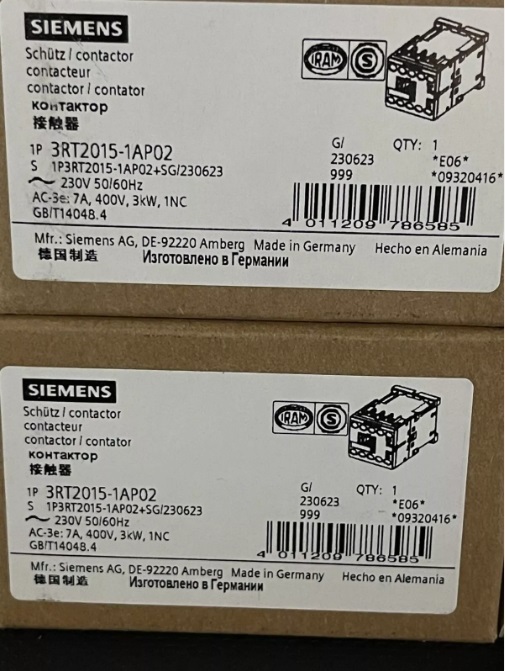 SIEMENS
Schütz / contactor
contacteur
contactor / contator
контактор
接触器
IRAM S
1P 3RT2015-1AP02
S 1P3RT2015-1AP02+SG/230623
230V 50/60Hz
AC-3e: 7A, 400V, 3kW, 1NC
GB/T14048.4
G/ QTY: 1
230623 *E06*
999 *09320416*
4 011209 786585
Mfr.: Siemens AG, DE-92220 Amberg Made in Germany Hecho en Alemania
德国制造 Изготовлено в Германии
SIEMENS
Schütz / contactor
contacteur
contactor / contator
контактор
接触器
IRAM S
1P 3RT2015-1AP02
S 1P3RT2015-1AP02+SG/230623
230V 50/60Hz
AC-3e: 7A, 400V, 3kW, 1NC
GB/T14048.4
G/ QTY: 1
230623 *E06*
999 *09320416*
4 011209 786585
Mfr.: Siemens AG, DE-92220 Amberg Made in Germany Hecho en Alemania
德国制造 Изготовлено в Германии